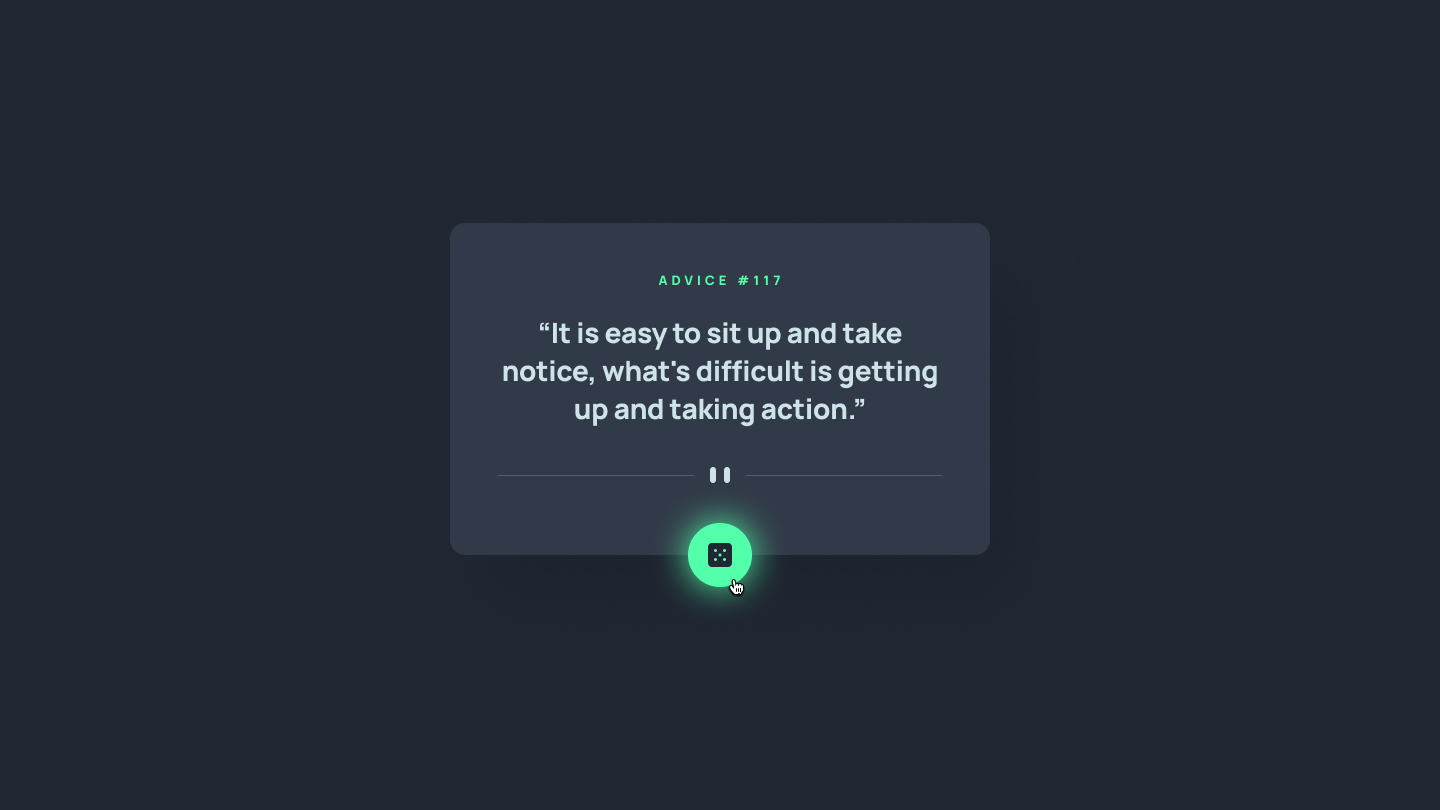 ADVICE #117
“It is easy to sit up and take
notice, what's difficult is getting
up and taking action.”